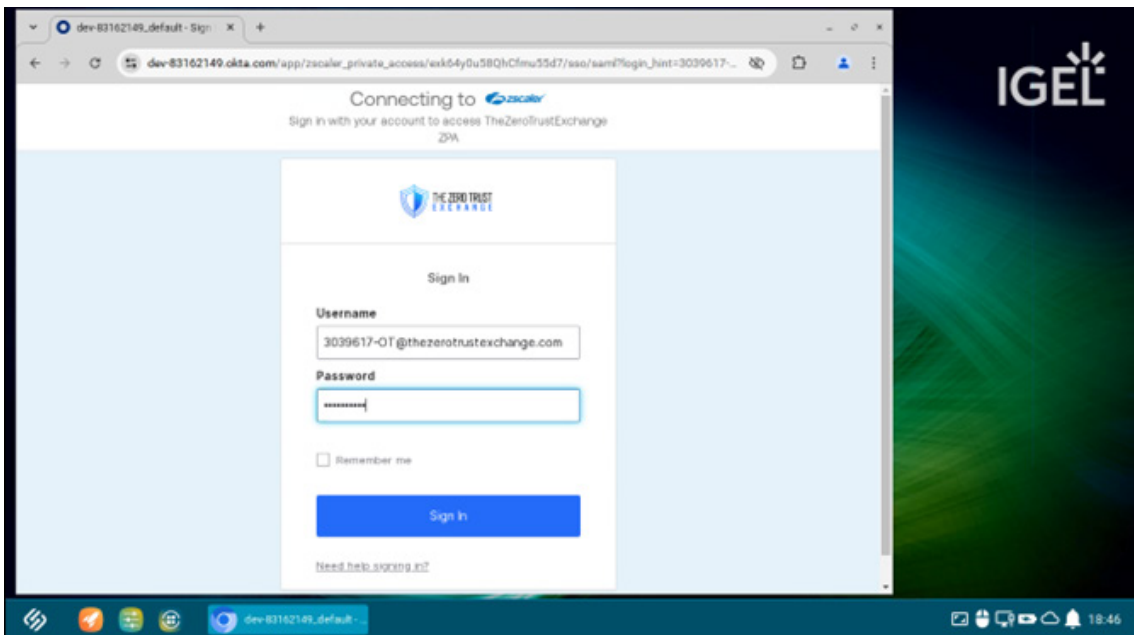 dev-83162149_default - Sign
dev-83162149.okta.com/app/zscaler_private_access/exk64y0u58QhCfmu55d7/sso/saml?login_hint=3039617-...
IGEL
Connecting to zscaler
Sign in with your account to access TheZeroTrustExchange
ZPA
THE ZERO TRUST
EXCHANGE
Sign In
Username
3039617-OT@thezerotrustexchange.com
Password
••••••••••
Remember me
Sign In
Need help signing in?
dev-83162149_default - ...
18:46